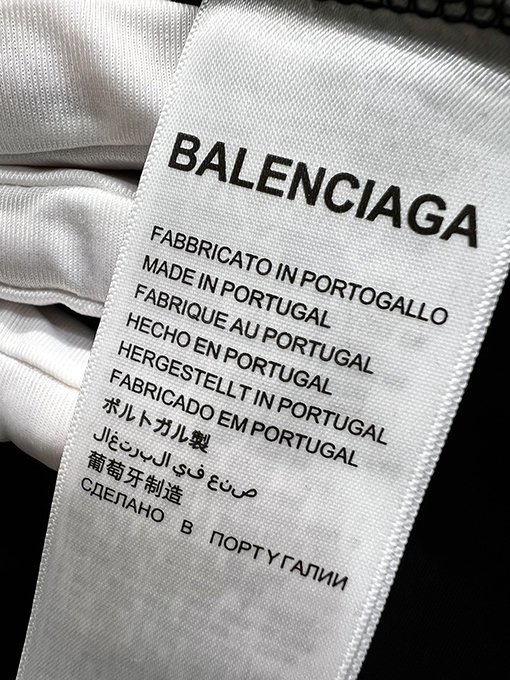 BALENCIAGA
FABBRICATO IN PORTOGALLO
MADE IN PORTUGAL
FABRIQUE AU PORTUGAL
HECHO EN PORTUGAL
HERGESTELLT IN PORTUGAL
FABRICADO EM PORTUGAL
ポルトガル製
صنع في البرتغال
葡萄牙制造
СДЕЛАНО В ПОРТУГАЛИИ